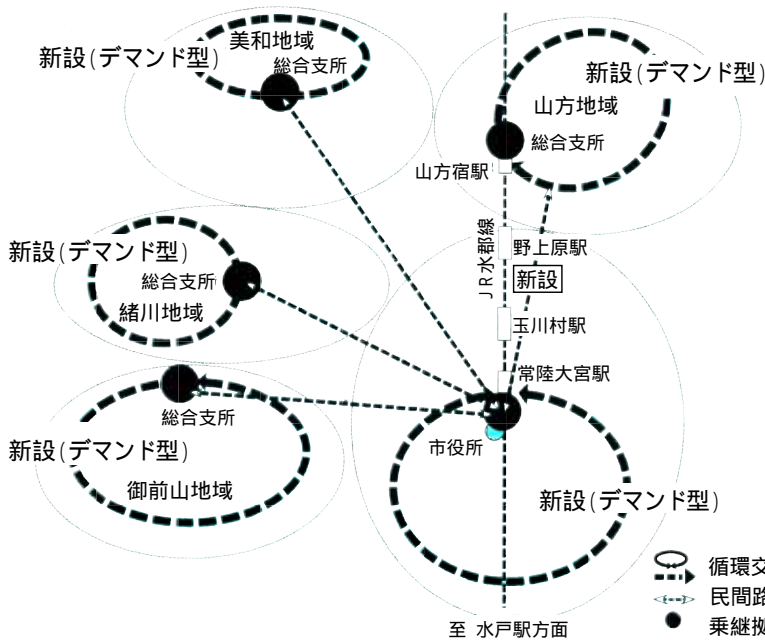 美和地域
新設(デマンド型)
総合支所
新設(デマンド型)
山方地域
総合支所
山方宿駅
JR水郡線
野上原駅
新設
玉川村駅
常陸大宮駅
新設(デマンド型)
総合支所
緒川地域
総合支所
新設(デマンド型)
御前山地域
市役所
新設(デマンド型)
循環交
民間路
乗継拠
至 水戸駅方面